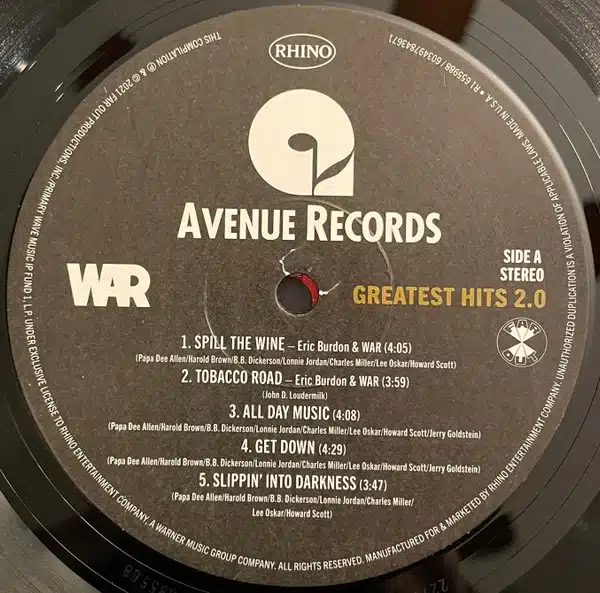 RHINO
AVENUE RECORDS
WAR
SIDE A
STEREO
GREATEST HITS 2.0
FAR OUT
1. SPILL THE WINE – Eric Burdon & WAR (4:05)
(Papa Dee Allen/Harold Brown/B.B. Dickerson/Lonnie Jordan/Charles Miller/Lee Oskar/Howard Scott)
2. TOBACCO ROAD – Eric Burdon & WAR (3:59)
(John D. Loudermilk)
3. ALL DAY MUSIC (4:08)
(Papa Dee Allen/Harold Brown/B.B. Dickerson/Lonnie Jordan/Charles Miller/Lee Oskar/Howard Scott/Jerry Goldstein)
4. GET DOWN (4:29)
(Papa Dee Allen/Harold Brown/B.B. Dickerson/Lonnie Jordan/Charles Miller/Lee Oskar/Howard Scott/Jerry Goldstein)
5. SLIPPIN' INTO DARKNESS (3:47)
(Papa Dee Allen/Harold Brown/B.B. Dickerson/Lonnie Jordan/Charles Miller/
Lee Oskar/Howard Scott)
THIS COMPILATION ℗ & © 2021 FAR OUT PRODUCTIONS, INC./PRIMARY WAVE MUSIC IP FUND 1, L.P. UNDER EXCLUSIVE LICENSE TO RHINO ENTERTAINMENT COMPANY, A WARNER MUSIC GROUP COMPANY. ALL RIGHTS RESERVED. MANUFACTURED FOR & MARKETED BY RHINO ENTERTAINMENT COMPANY. UNAUTHORIZED DUPLICATION IS A VIOLATION OF APPLICABLE LAWS. MADE IN U.S.A. • R1 655988 / 603497843671